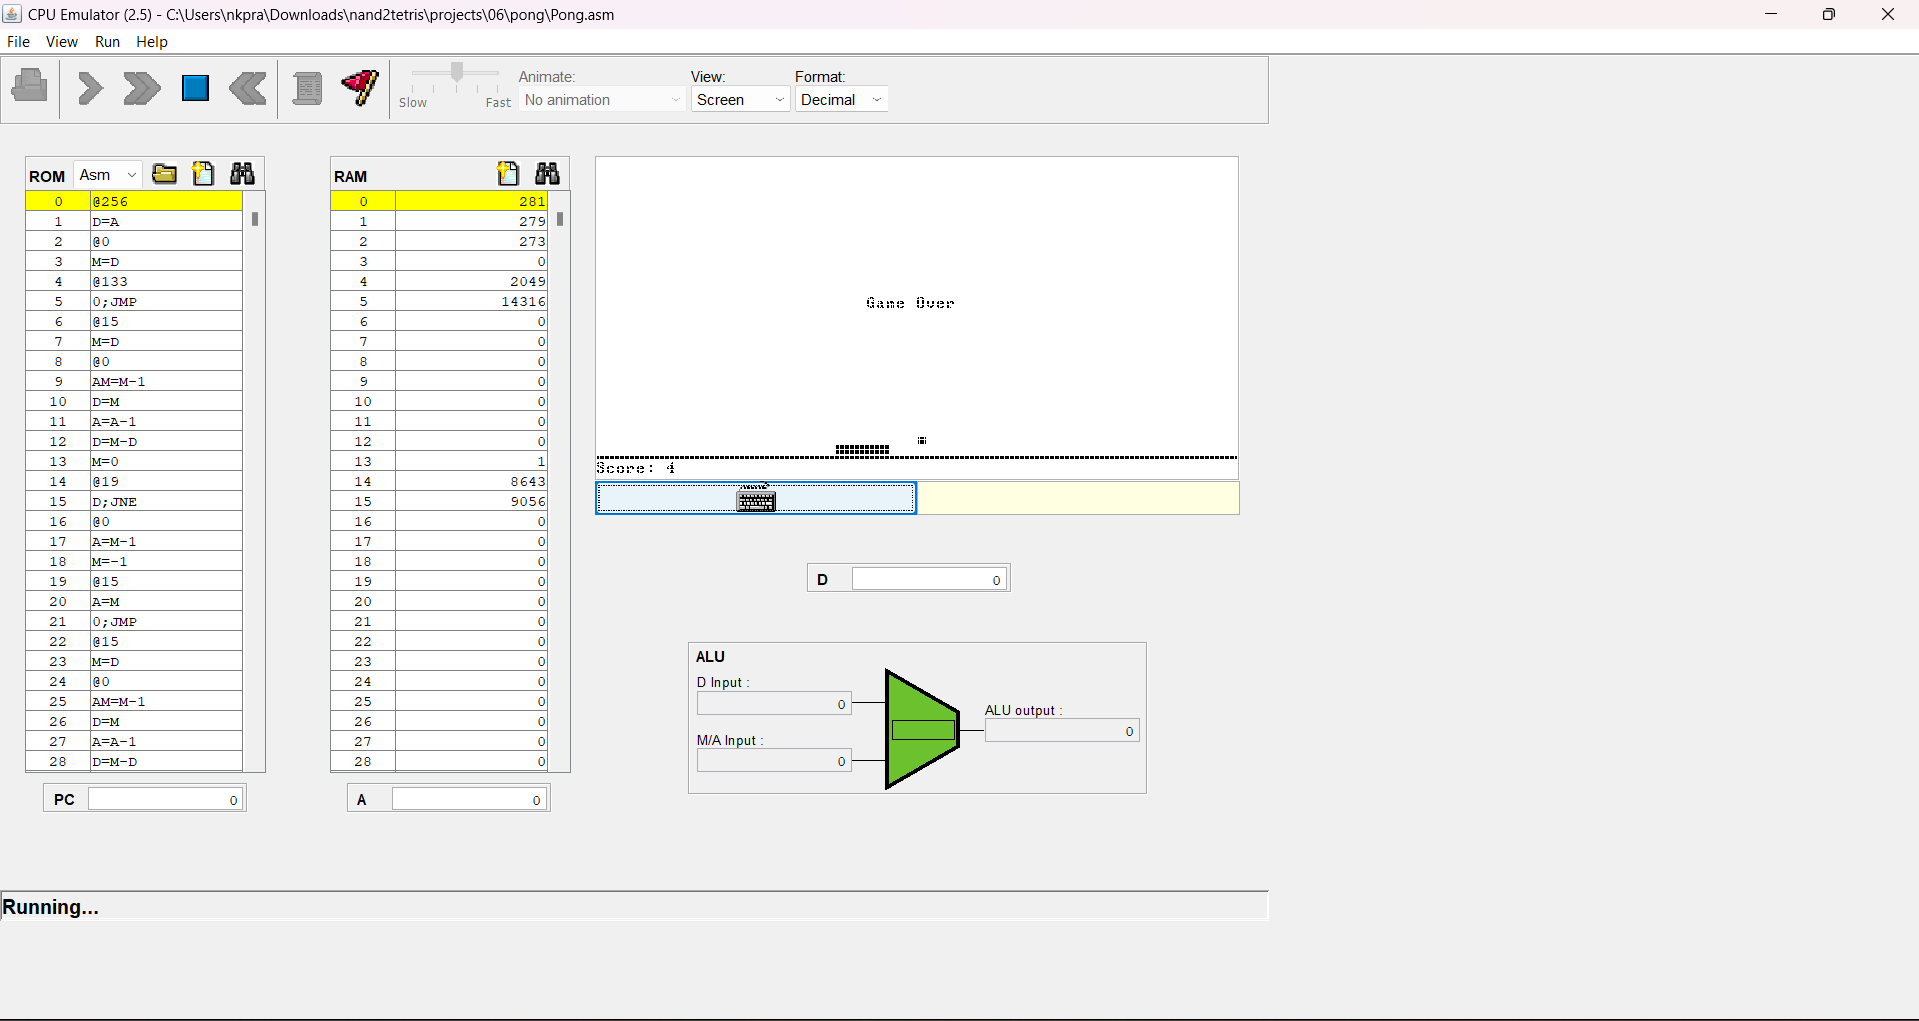 CPU Emulator (2.5) - C:\Users\nkpra\Downloads\nand2tetris\projects\06\pong\Pong.asm
File View Run Help
Slow Fast
Animate:
No animation
View:
Screen
Format:
Decimal
ROM Asm
0 @256
1 D=A
2 @0
3 M=D
4 @133
5 0;JMP
6 @15
7 M=D
8 @0
9 AM=M-1
10 D=M
11 A=A-1
12 D=M-D
13 M=0
14 @19
15 D;JNE
16 @0
17 A=M-1
18 M=-1
19 @15
20 A=M
21 0;JMP
22 @15
23 M=D
24 @0
25 AM=M-1
26 D=M
27 A=A-1
28 D=M-D
PC 0
RAM
0 281
1 279
2 273
3 0
4 2049
5 14316
6 0
7 0
8 0
9 0
10 0
11 0
12 0
13 1
14 8643
15 9056
16 0
17 0
18 0
19 0
20 0
21 0
22 0
23 0
24 0
25 0
26 0
27 0
28 0
A 0
Game Over
Score: 4
D 0
ALU
D Input :
0
M/A Input :
0
ALU output :
0
Running...